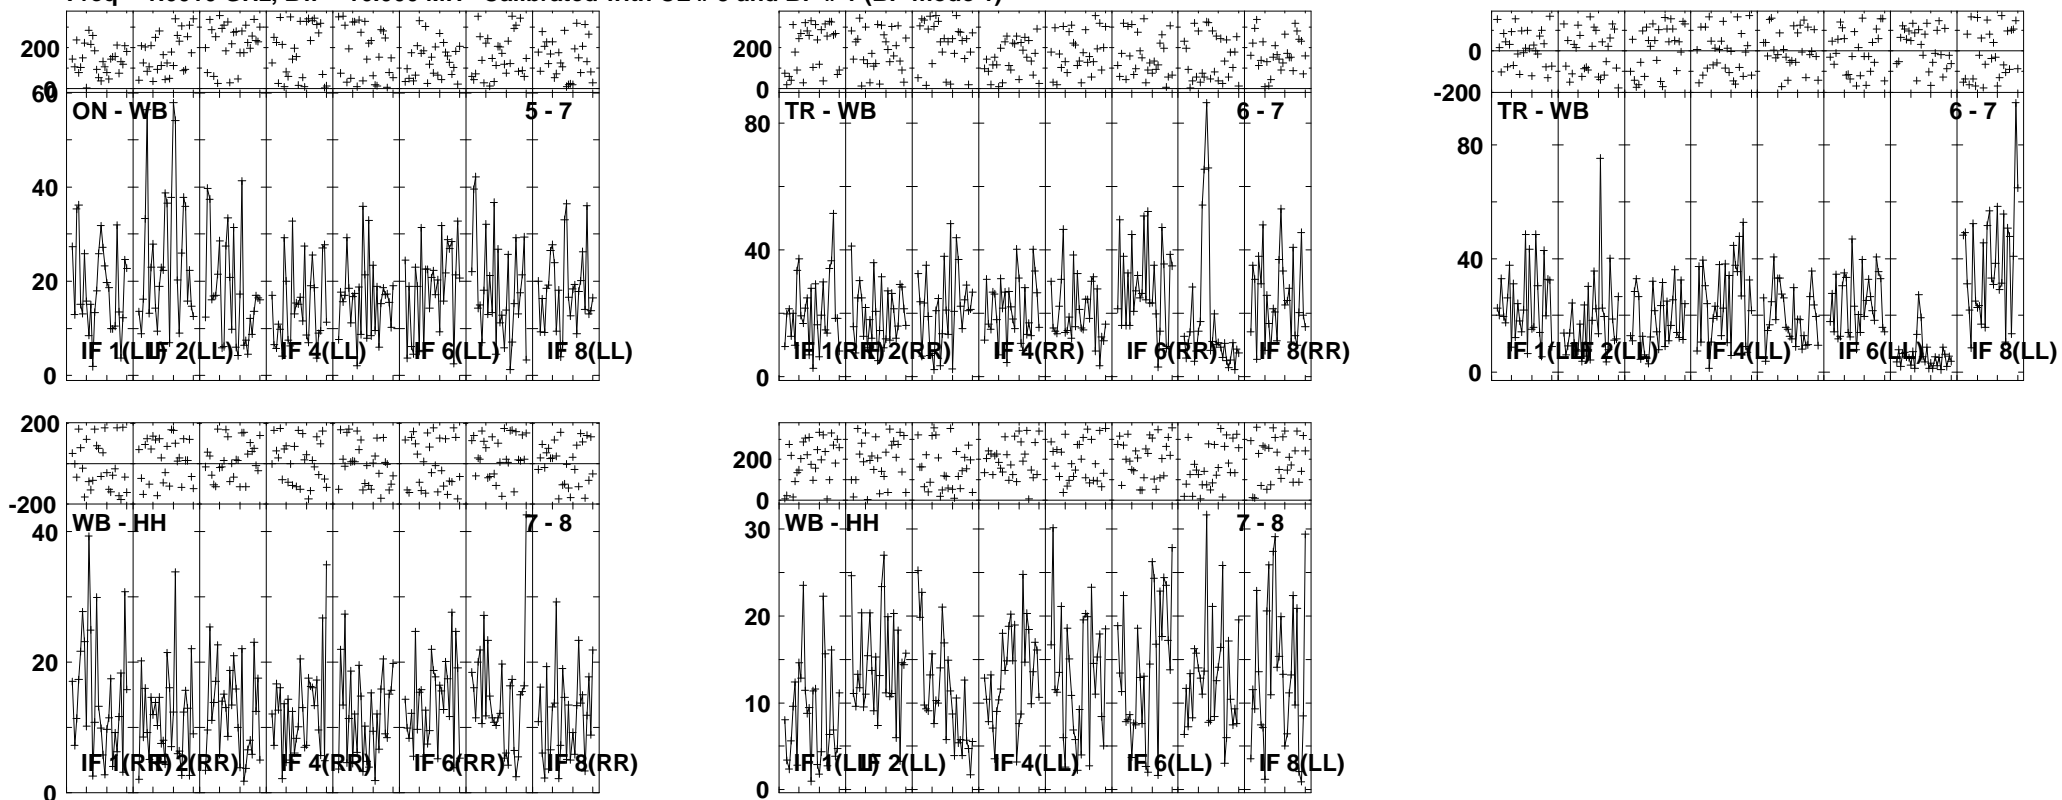 200
0
60
ON - WB
5 - 7
40
20
0
IF 1(LL)
IF 2(LL)
IF 4(LL)
IF 6(LL)
IF 8(LL)
200
0
TR - WB
6 - 7
80
40
0
IF 1(RR)
IF 2(RR)
IF 4(RR)
IF 6(RR)
IF 8(RR)
0
-200
TR - WB
6 - 7
80
40
0
IF 1(LL)
IF 2(LL)
IF 4(LL)
IF 6(LL)
IF 8(LL)
200
-200
WB - HH
7 - 8
40
20
0
IF 1(RR)
IF 2(RR)
IF 4(RR)
IF 6(RR)
IF 8(RR)
200
0
WB - HH
7 - 8
30
20
10
0
IF 1(LL)
IF 2(LL)
IF 4(LL)
IF 6(LL)
IF 8(LL)